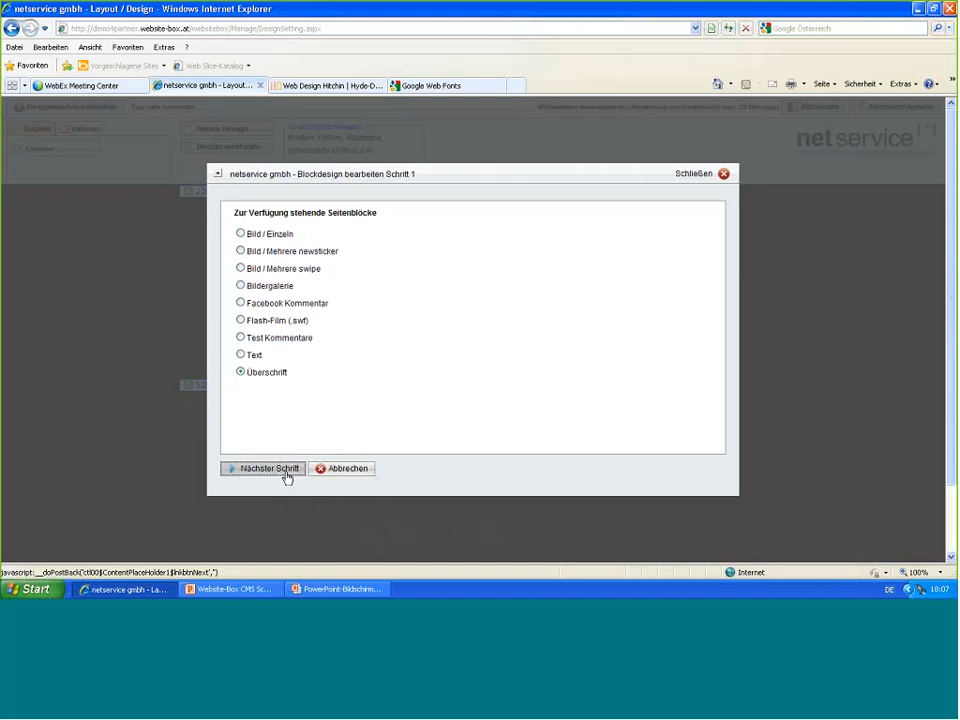 netservice gmbh - Layout / Design - Windows Internet Explorer
http://demo4partner.website-box.at/websitebox/Manage/DesignSetting.aspx
Google Österreich
Datei Bearbeiten Ansicht Favoriten Extras ?
Favoriten Vorgeschlagene Sites Web Slice-Katalog
WebEx Meeting Center
netservice gmbh - Layout...
Web Design Hitchin | Hyde-D...
Google Web Fonts
Seite Sicherheit Extras
Neues Design
netservice
netservice gmbh - Blockdesign bearbeiten Schritt 1
Schließen
Zur Verfügung stehende Seitenblöcke
Bild / Einzeln
Bild / Mehrere newsticker
Bild / Mehrere swipe
Bildergalerie
Facebook Kommentar
Flash-Film (.swf)
Test Kommentare
Text
Überschrift
Nächster Schritt
Abbrechen
javascript:__doPostBack('ctl00$ContentPlaceHolder1$lnkbtnNext','')
Internet
100%
Start
netservice gmbh - La...
Website-Box CMS Sc...
PowerPoint-Bildschirm...
DE
18:07